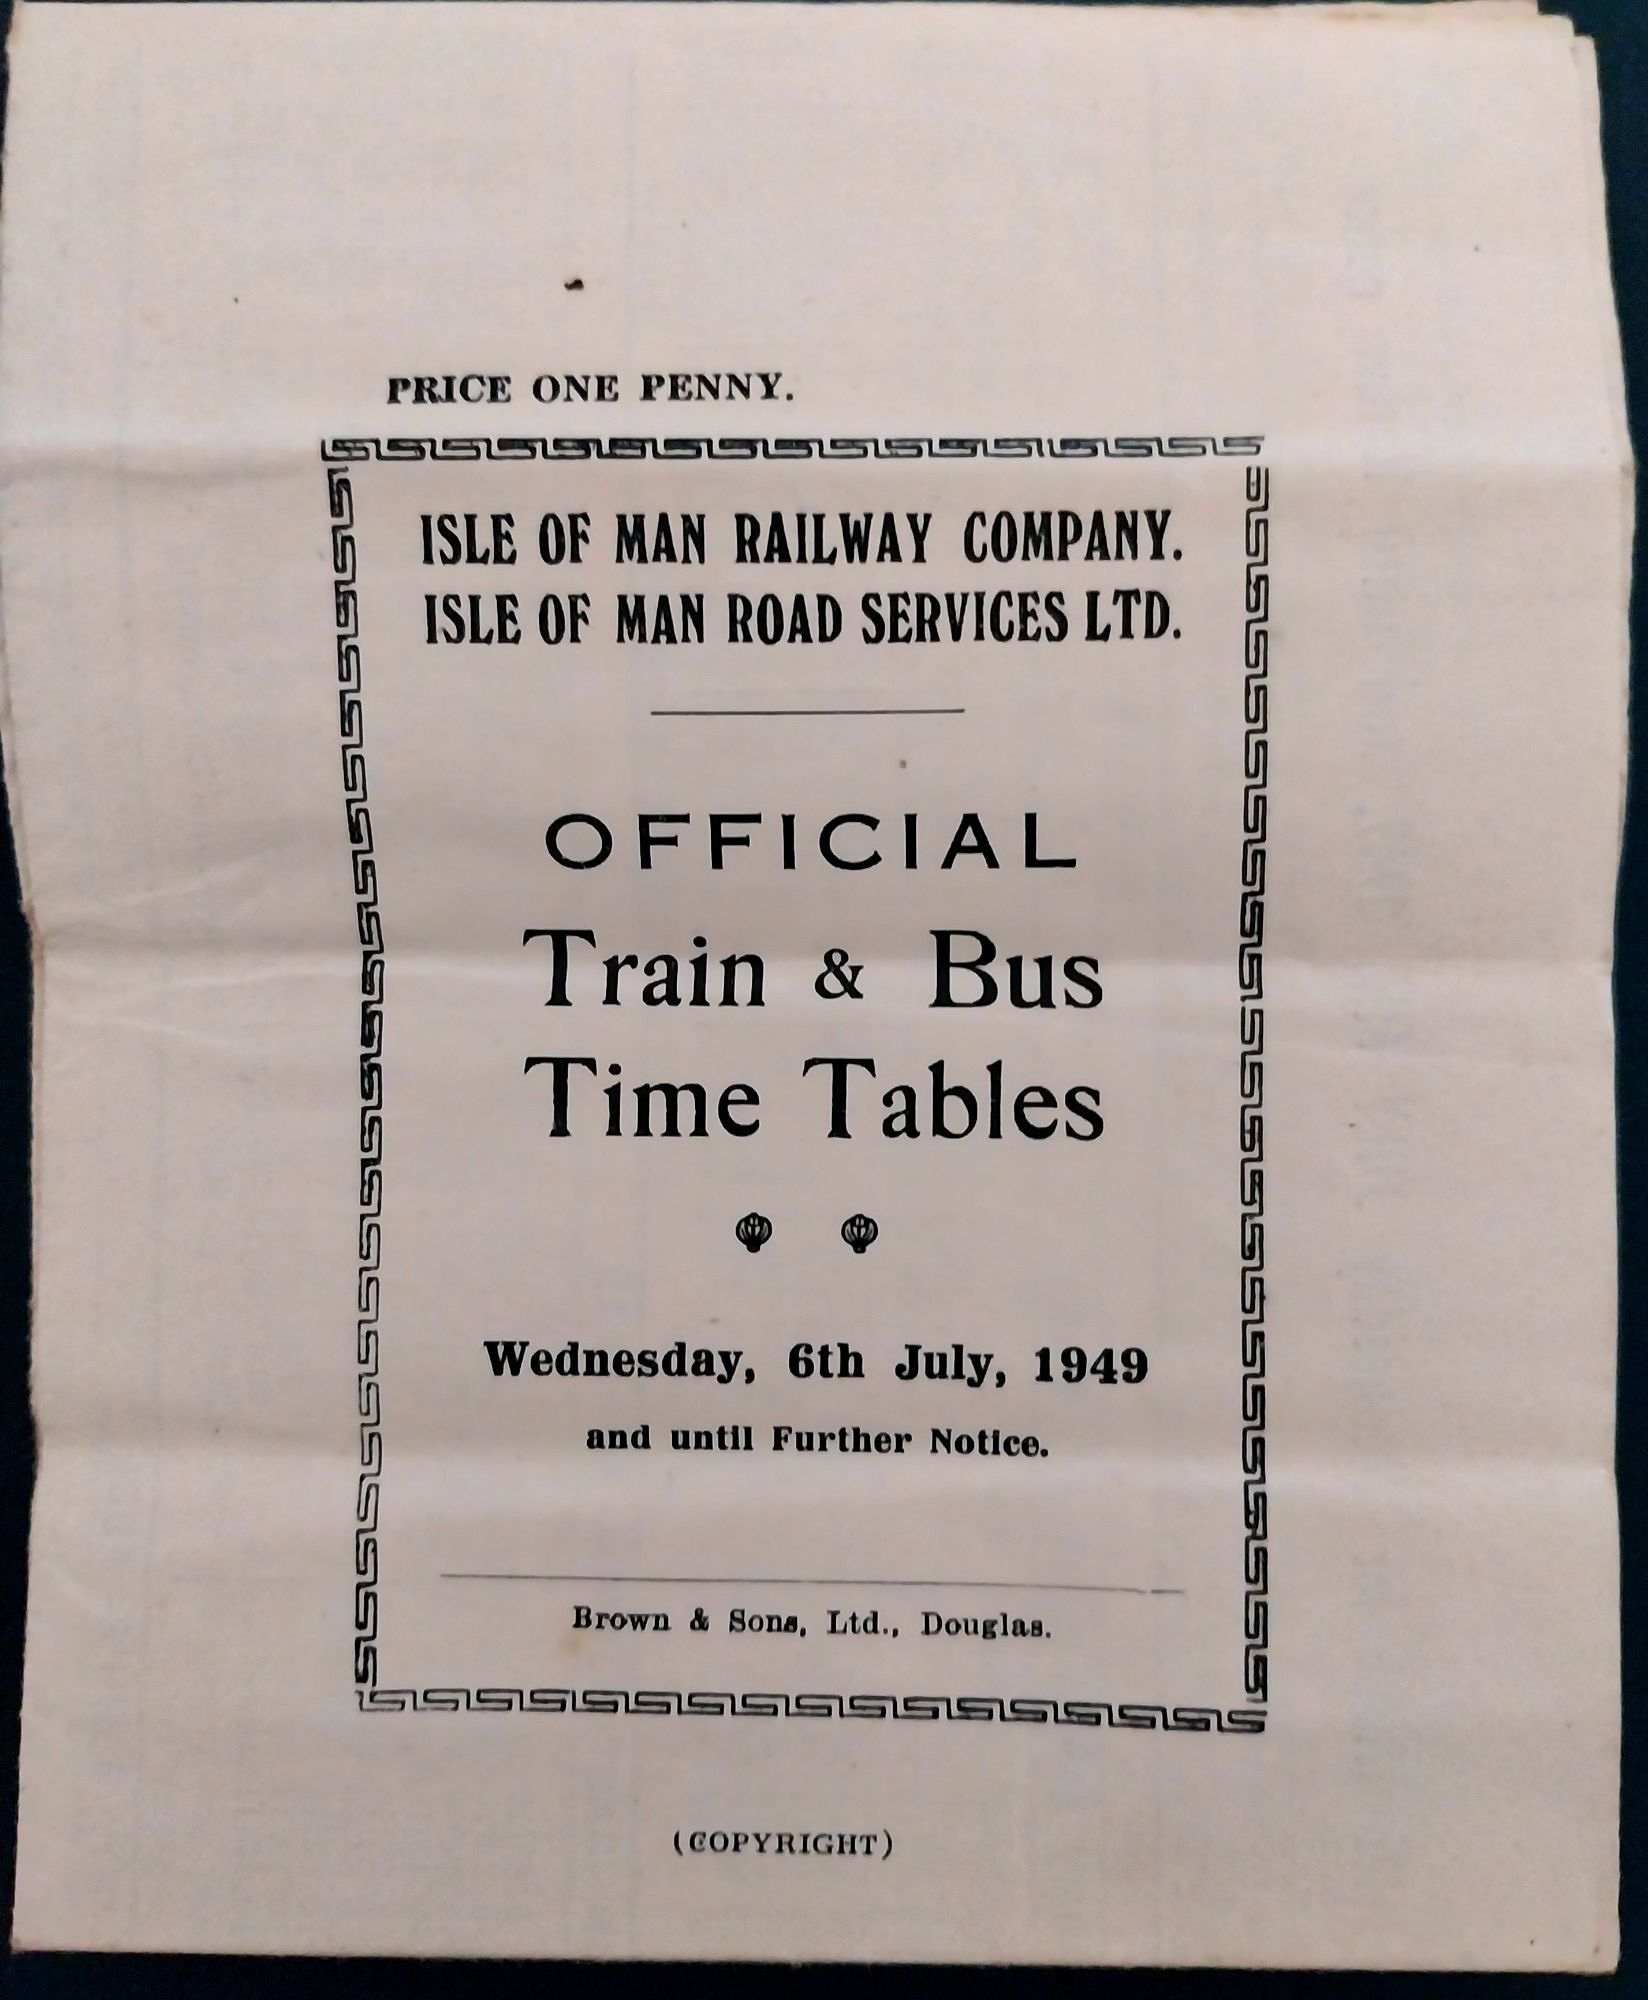 PRICE ONE PENNY.
ISLE OF MAN RAILWAY COMPANY.
ISLE OF MAN ROAD SERVICES LTD.
OFFICIAL
Train & Bus
Time Tables
Wednesday, 6th July, 1949
and until Further Notice.
Brown & Sons, Ltd., Douglas.
(COPYRIGHT)